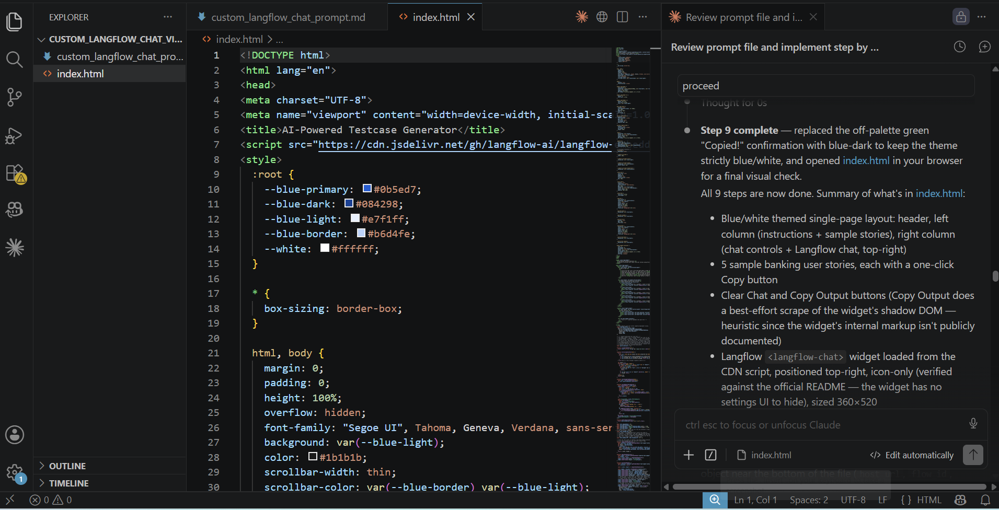 EXPLORER
CUSTOM_LANGFLOW_CHAT_VI...
custom_langflow_chat_pro...
index.html
OUTLINE
TIMELINE
1
custom_langflow_chat_prompt.md
index.html
index.html > ...
1 <!DOCTYPE html>
2 <html lang="en">
3 <head>
4 <meta charset="UTF-8">
5 <meta name="viewport" content="width=device-width, initial-sca =1.0
6 <title>AI-Powered Testcase Generator</title>
7 <script src="https://cdn.jsdelivr.net/gh/langflow-ai/langflow-
8 <style>
9 :root {
10 --blue-primary: #0b5ed7;
11 --blue-dark: #084298;
12 --blue-light: #e7f1ff;
13 --blue-border: #b6d4fe;
14 --white: #ffffff;
15 }
16
17 * {
18 box-sizing: border-box;
19 }
20
21 html, body {
22 margin: 0;
23 padding: 0;
24 height: 100%;
25 overflow: hidden;
26 font-family: "Segoe UI", Tahoma, Geneva, Verdana, sans-ser
27 background: var(--blue-light);
28 color: #1b1b1b;
29 scrollbar-width: thin;
30 scrollbar-color: var(--blue-border) var(--blue-light);
Review prompt file and i...
Review prompt file and implement step by ...
proceed
Thought for 0s
Step 9 complete — replaced the off-palette green
"Copied!" confirmation with blue-dark to keep the theme
strictly blue/white, and opened index.html in your browser
for a final visual check.
All 9 steps are now done. Summary of what's in index.html:
• Blue/white themed single-page layout: header, left
column (instructions + sample stories), right column
(chat controls + Langflow chat, top-right)
• 5 sample banking user stories, each with a one-click
Copy button
• Clear Chat and Copy Output buttons (Copy Output does
a best-effort scrape of the widget's shadow DOM —
heuristic since the widget's internal markup isn't publicly
documented)
• Langflow <langflow-chat> widget loaded from the
CDN script, positioned top-right, icon-only (verified
against the official README — the widget has no
settings UI to hide), sized 360×520
ctrl esc to focus or unfocus Claude
index.html
</> Edit automatically
object near the bottom of the file
0 0
Ln 1, Col 1 Spaces: 2 UTF-8 LF { } HTML